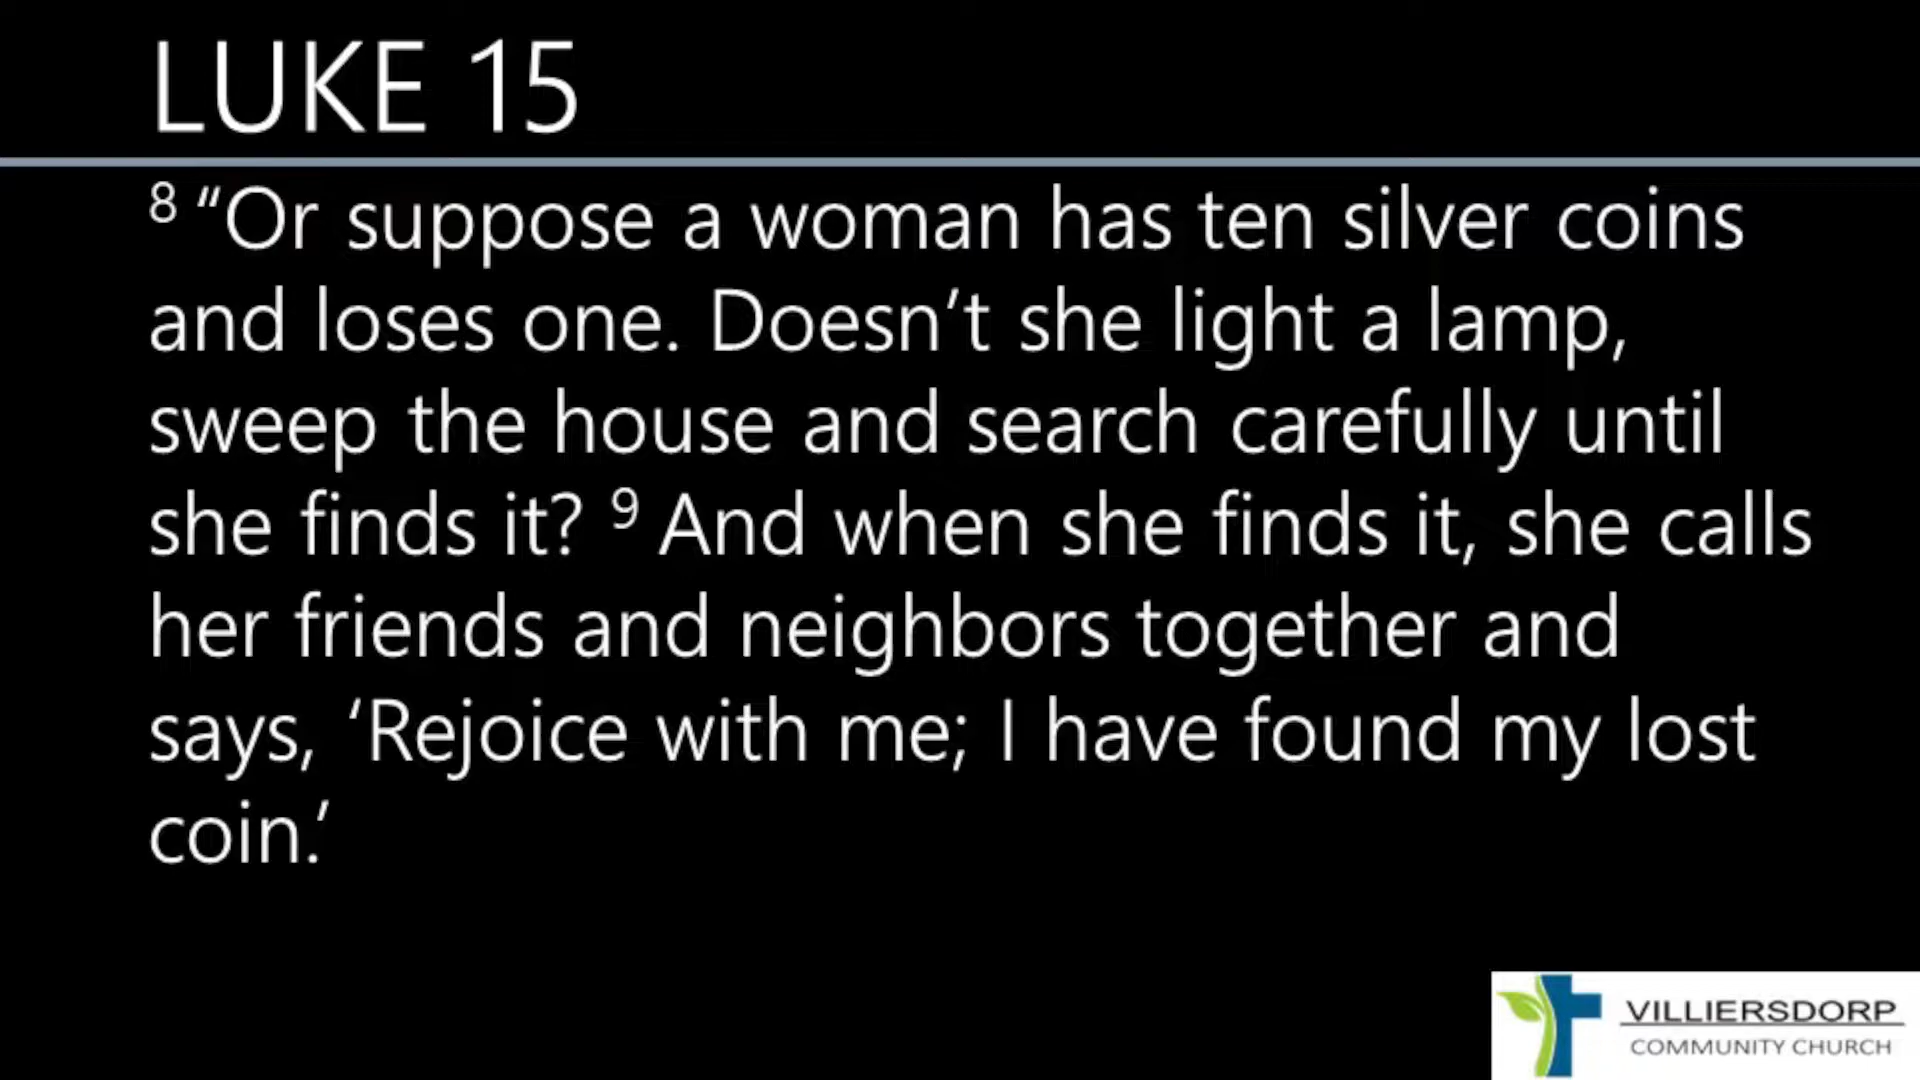 LUKE 15
8 “Or suppose a woman has ten silver coins
and loses one. Doesn’t she light a lamp,
sweep the house and search carefully until
she finds it? 9 And when she finds it, she calls
her friends and neighbors together and
says, ‘Rejoice with me; I have found my lost
coin.’
VILLIERSDORP
COMMUNITY CHURCH